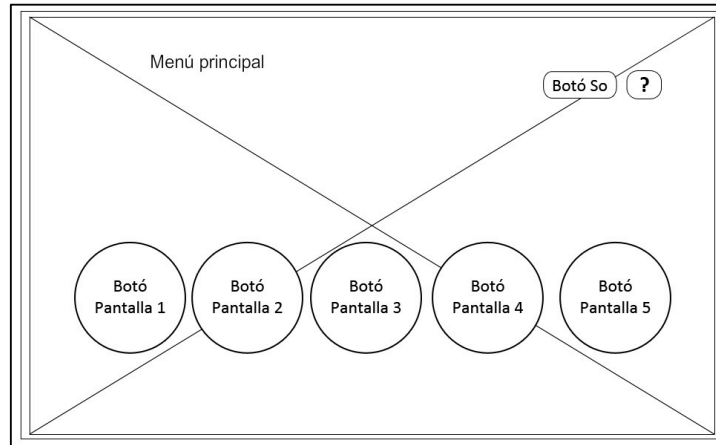 Menú principal
Botó So
?
Botó
Pantalla 1
Botó
Pantalla 2
Botó
Pantalla 3
Botó
Pantalla 4
Botó
Pantalla 5